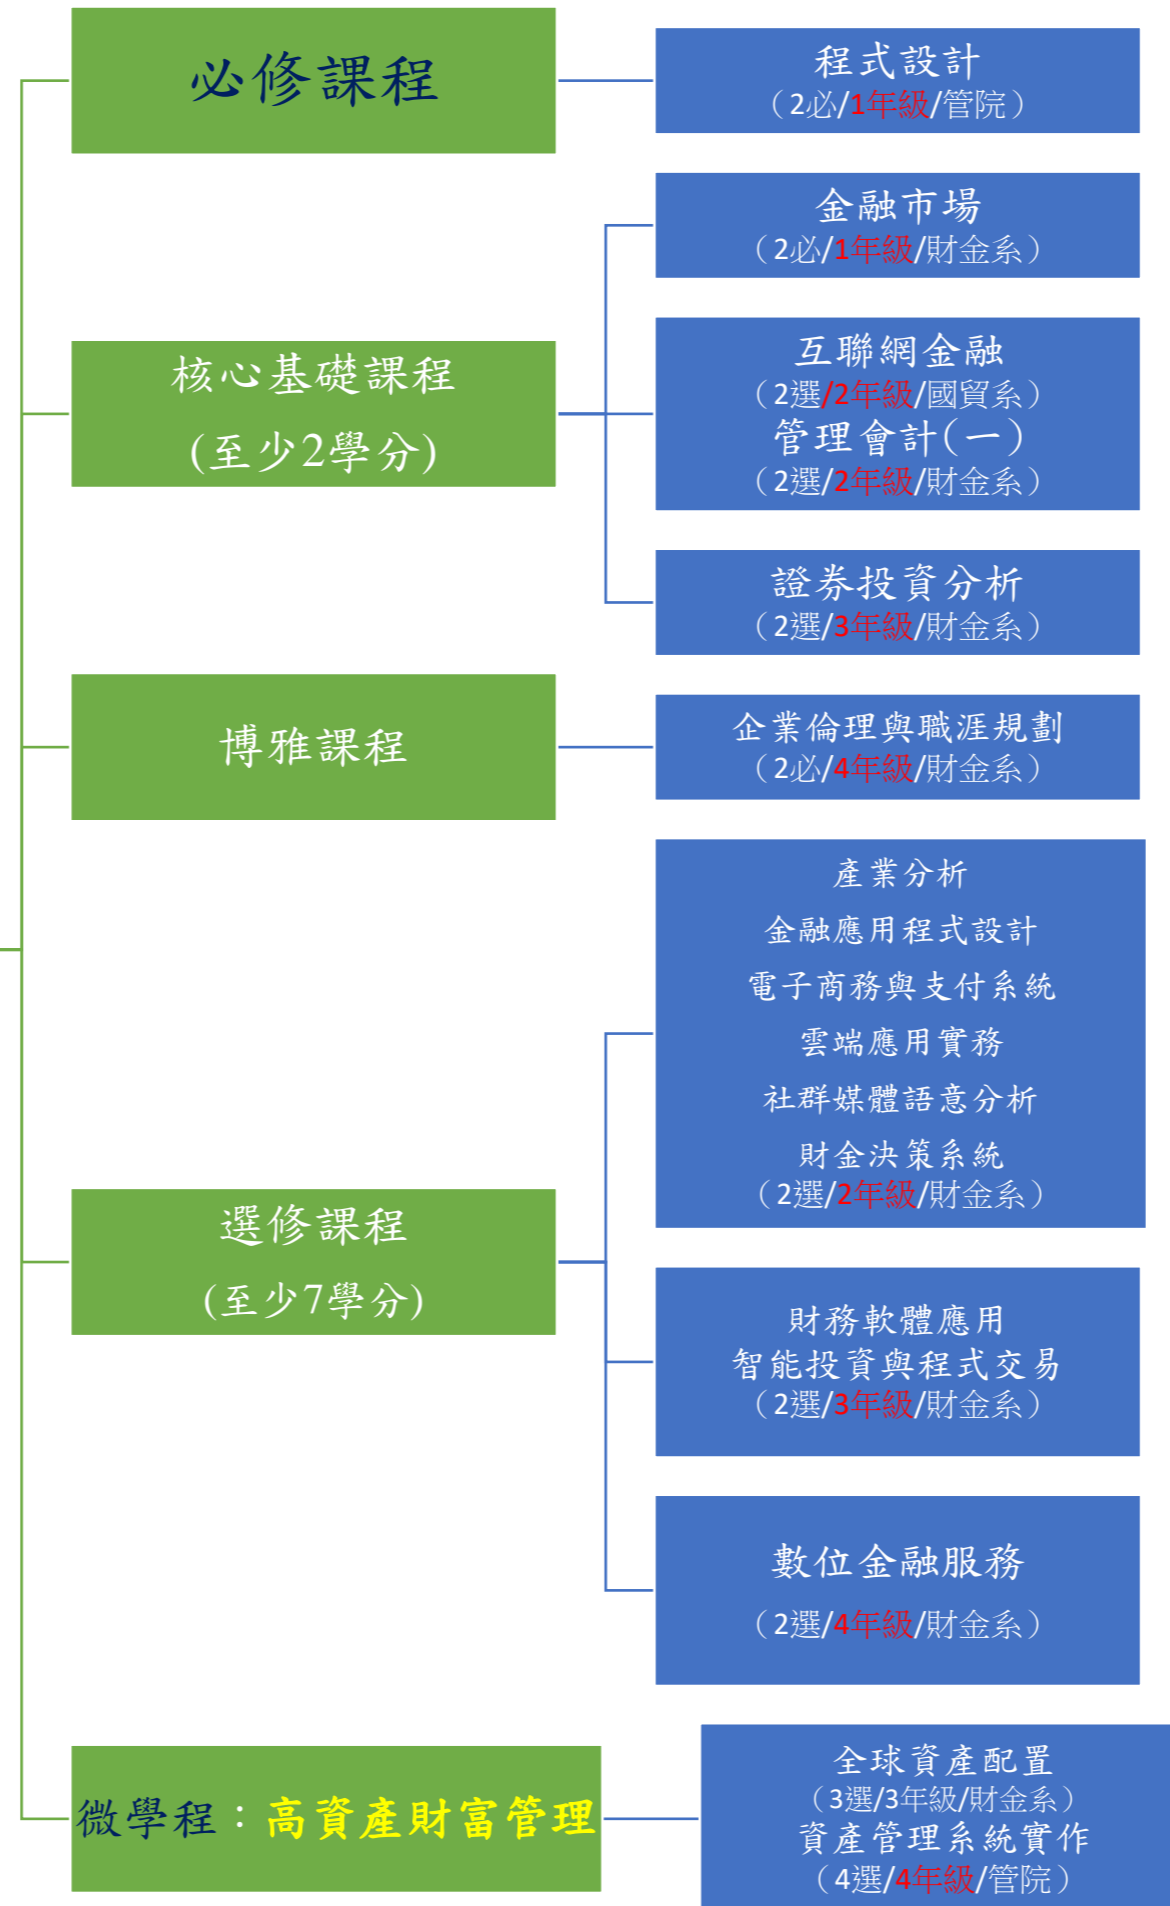 必修課程
程式設計
（2必/1年級/管院）
核心基礎課程
(至少2學分)
金融市場
（2必/1年級/財金系）
互聯網金融
（2選/2年級/國貿系）
管理會計(一)
（2選/2年級/財金系）
證券投資分析
（2選/3年級/財金系）
博雅課程
企業倫理與職涯規劃
（2必/4年級/財金系）
選修課程
(至少7學分)
產業分析
金融應用程式設計
電子商務與支付系統
雲端應用實務
社群媒體語意分析
財金決策系統
（2選/2年級/財金系）
財務軟體應用
智能投資與程式交易
（2選/3年級/財金系）
數位金融服務
（2選/4年級/財金系）
微學程：高資產財富管理
全球資產配置
（3選/3年級/財金系）
資產管理系統實作
（4選/4年級/管院）